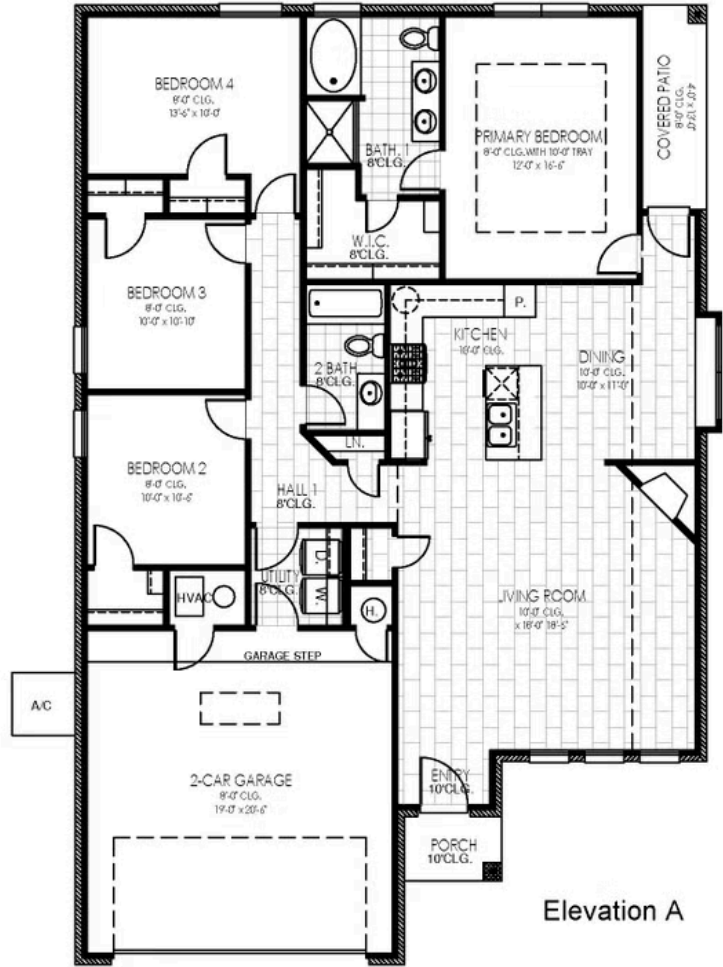 BEDROOM 4
8'-0" CLG.
13'-6" x 10'-0"
BATH. 1
8'CLG.
PRIMARY BEDROOM
8'-0" CLG.WITH 10'-0" TRAY
12'-0" x 16'-6"
COVERED PATIO
8'-0" CLG.
4'-0" x 13'-0"
W.I.C.
8'CLG.
BEDROOM 3
8'-0" CLG.
10'-0" x 10'-10"
2 BATH
8'CLG.
KITCHEN
CLG.
P.
DINING
10'-0" CLG.
10'-0" x 11'-0"
LN.
BEDROOM 2
8'-0" CLG.
10'-0" x 10'-6"
HALL 1
8'CLG.
UTILITY
8'CLG.
D.
W.
HVAC
H.
LIVING ROOM
10'-0" CLG.
x 18'-0" 18'-5"
GARAGE STEP
A/C
2-CAR GARAGE
8'-0" CLG.
19'-0" x 20'-6"
ENTRY
10'CLG.
PORCH
10'CLG.
Elevation A